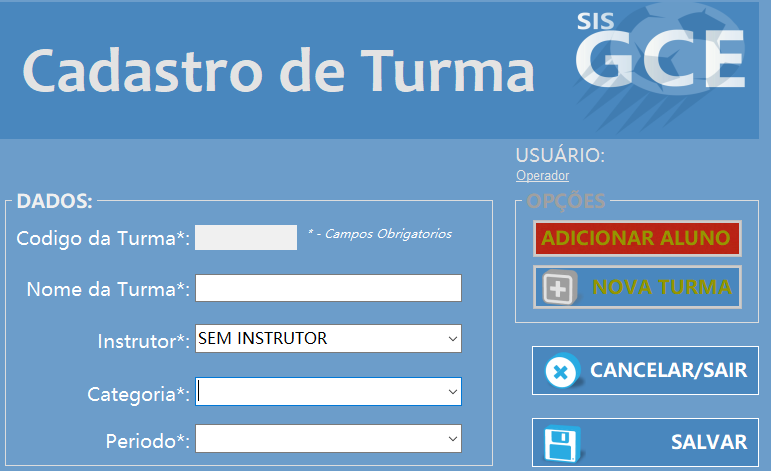 SIS
GCE
Cadastro de Turma
USUÁRIO:
Operador
DADOS:
Codigo da Turma*:
* - Campos Obrigatorios
Nome da Turma*:
Instrutor*:
SEM INSTRUTOR
Categoria*:
Periodo*:
OPÇÕES
ADICIONAR ALUNO
NOVA TURMA
CANCELAR/SAIR
SALVAR